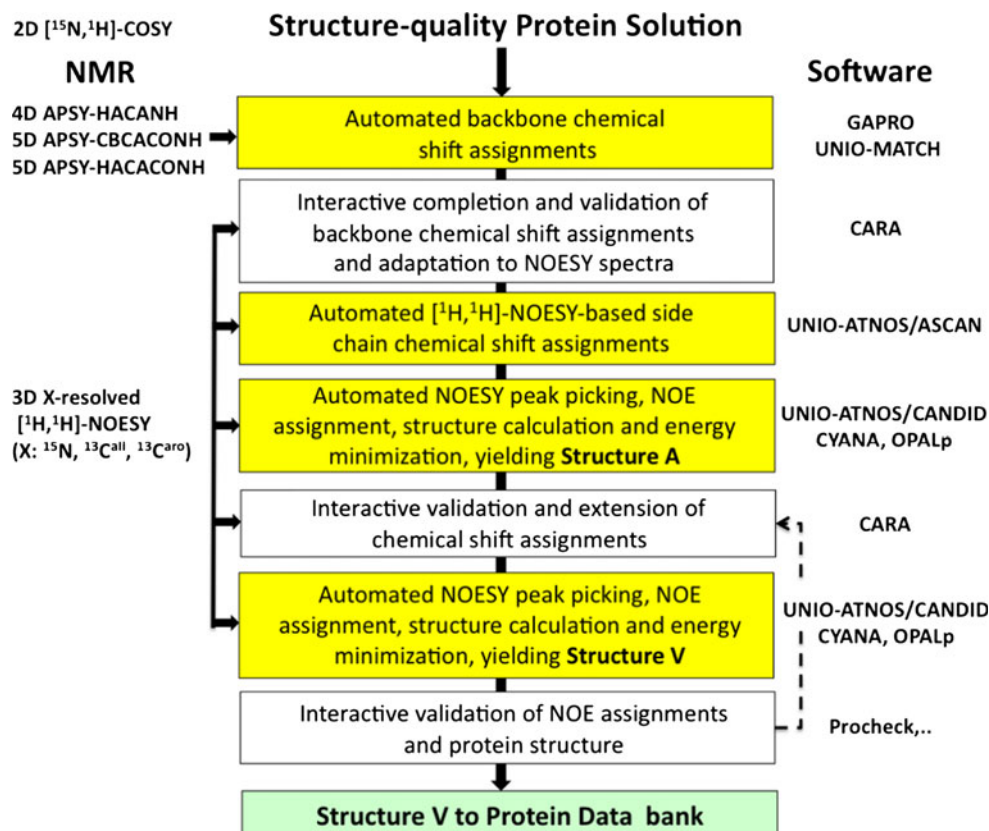 2D [¹⁵N,¹H]-COSY
Structure-quality Protein Solution
NMR
Software
4D APSY-HACANH
5D APSY-CBCACONH
5D APSY-HACACONH
Automated backbone chemical
shift assignments
GAPRO
UNIO-MATCH
Interactive completion and validation of
backbone chemical shift assignments
and adaptation to NOESY spectra
CARA
Automated [¹H,¹H]-NOESY-based side
chain chemical shift assignments
UNIO-ATNOS/ASCAN
3D X-resolved
[¹H,¹H]-NOESY
(X: ¹⁵N, ¹³Cᵃˡˡ, ¹³Cᵃʳᵒ)
Automated NOESY peak picking, NOE
assignment, structure calculation and energy
minimization, yielding Structure A
UNIO-ATNOS/CANDID
CYANA, OPALp
Interactive validation and extension of
chemical shift assignments
CARA
Automated NOESY peak picking, NOE
assignment, structure calculation and energy
minimization, yielding Structure V
UNIO-ATNOS/CANDID
CYANA, OPALp
Interactive validation of NOE assignments
and protein structure
Procheck,..
Structure V to Protein Data bank